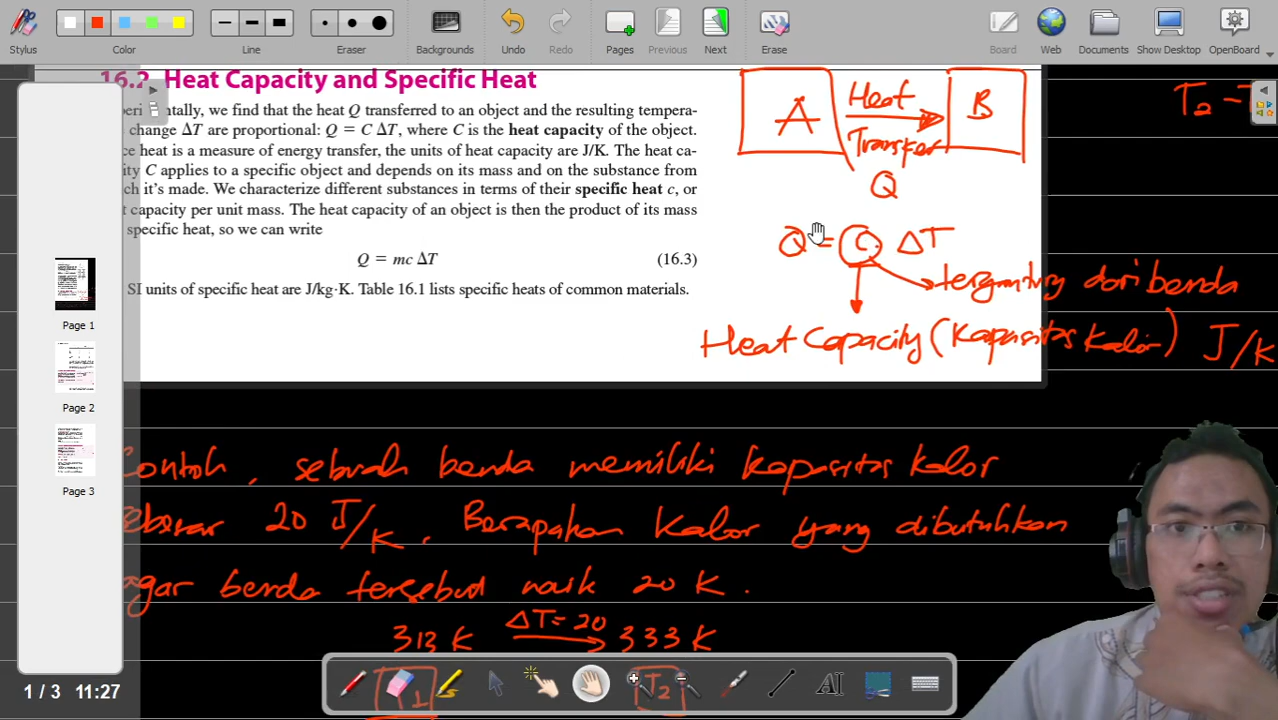 Stylus
Color
Line
Eraser
Backgrounds
Undo
Redo
Pages
Previous
Next
Erase
Board
Web
Documents
Show Desktop
OpenBoard
16.2 Heat Capacity and Specific Heat
we find that the heat Q transferred to an object and the resulting tempera-
change ΔT are proportional: Q = C ΔT, where C is the heat capacity of the object.
heat is a measure of energy transfer, the units of heat capacity are J/K. The heat ca-
C applies to a specific object and depends on its mass and on the substance from
it's made. We characterize different substances in terms of their specific heat c, or
capacity per unit mass. The heat capacity of an object is then the product of its mass
specific heat, so we can write
Q = mc ΔT (16.3)
SI units of specific heat are J/kg·K. Table 16.1 lists specific heats of common materials.
A
Heat
Transfer
Q
B
T2 -
Q = C ΔT
tergantung dari benda
Heat Capacity (Kapasitas Kalor) J/K
Page 1
Page 2
Page 3
Contoh, sebuah benda memiliki kapasitas kalor
sebesar 20 J/K. Berapakah kalor yang dibutuhkan
agar benda tersebut naik 20 K.
313 K ΔT = 20 333 K
T2
1 / 3 11:27